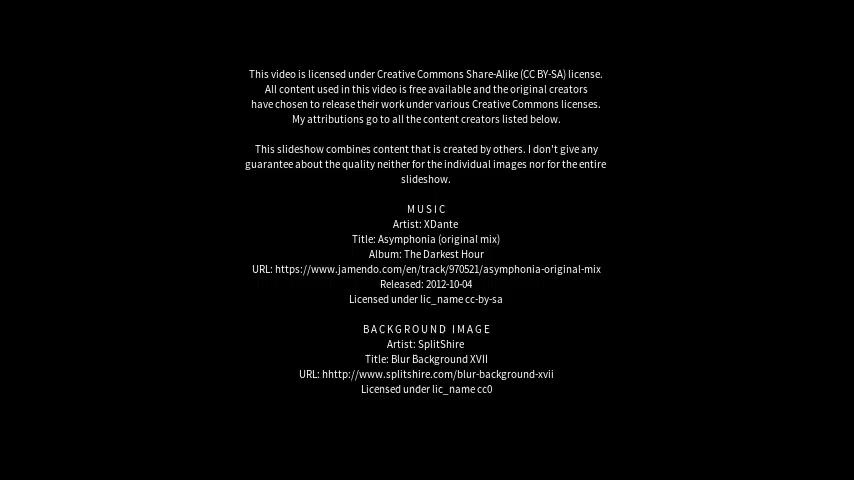 This video is licensed under Creative Commons Share-Alike (CC BY-SA) license.
All content used in this video is free available and the original creators
have chosen to release their work under various Creative Commons licenses.
My attributions go to all the content creators listed below.
This slideshow combines content that is created by others. I don't give any
guarantee about the quality neither for the individual images nor for the entire
slideshow.
MUSIC
Artist: XDante
Title: Asymphonia (original mix)
Album: The Darkest Hour
URL: https://www.jamendo.com/en/track/970521/asymphonia-original-mix
Released: 2012-10-04
Licensed under lic_name cc-by-sa
BACKGROUND IMAGE
Artist: SplitShire
Title: Blur Background XVII
URL: hhttp://www.splitshire.com/blur-background-xvii
Licensed under lic_name cc0